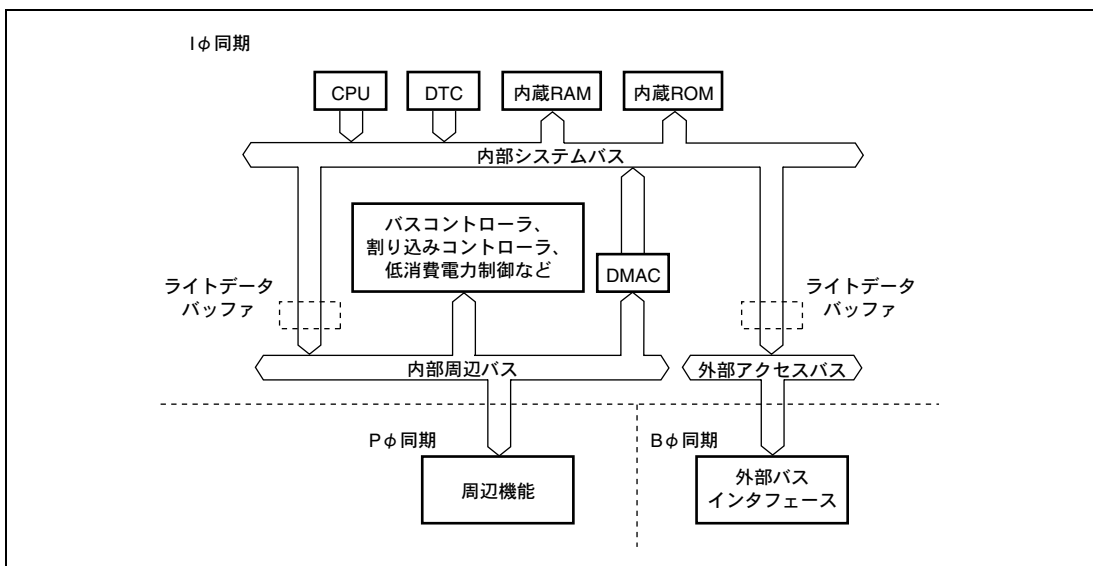 Iφ同期
CPU
DTC
内蔵RAM
内蔵ROM
内部システムバス
バスコントローラ、
割り込みコントローラ、
低消費電力制御など
DMAC
ライトデータ
バッファ
ライトデータ
バッファ
内部周辺バス
外部アクセスバス
Pφ同期
Bφ同期
周辺機能
外部バス
インタフェース